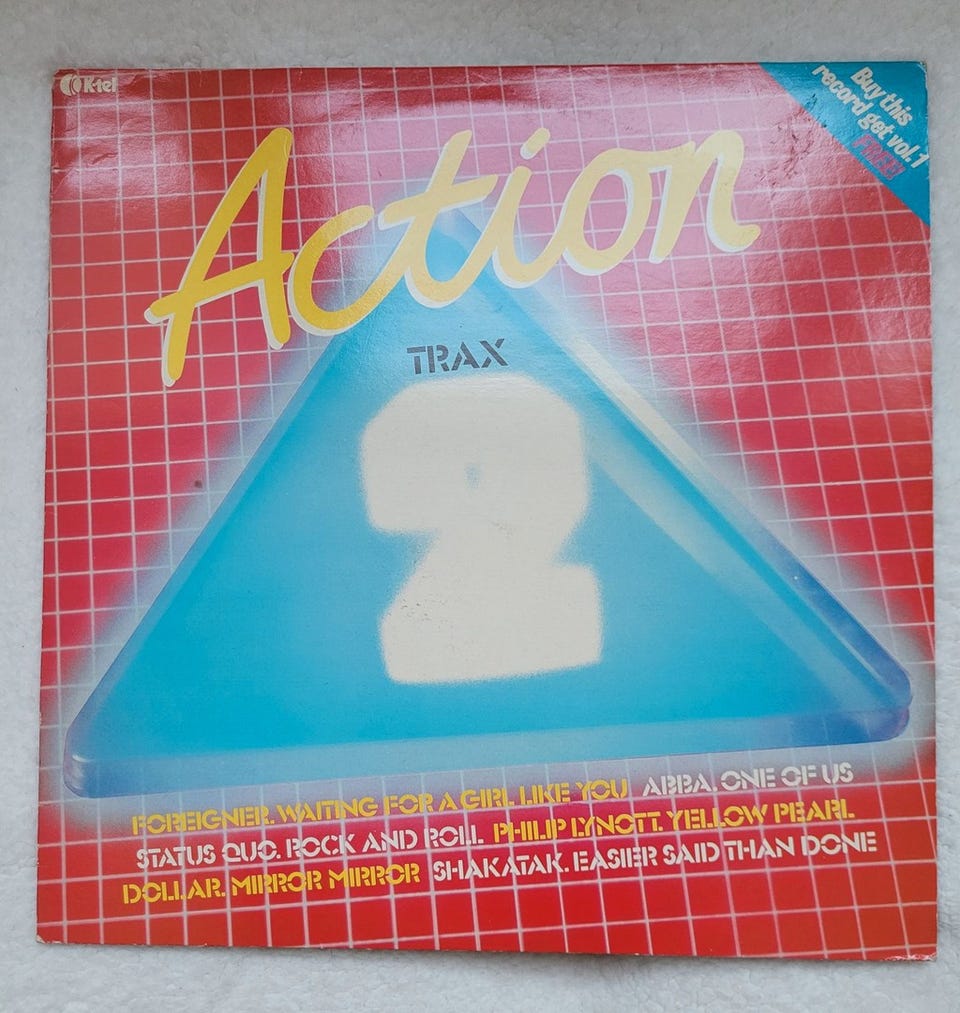 K-tel
Buy this
record get vol.1
FREE!
Action
TRAX
2
FOREIGNER. WAITING FOR A GIRL LIKE YOU ABBA. ONE OF US
STATUS QUO. ROCK AND ROLL PHILIP LYNOTT. YELLOW PEARL
DOLLAR. MIRROR MIRROR SHAKATAK. EASIER SAID THAN DONE